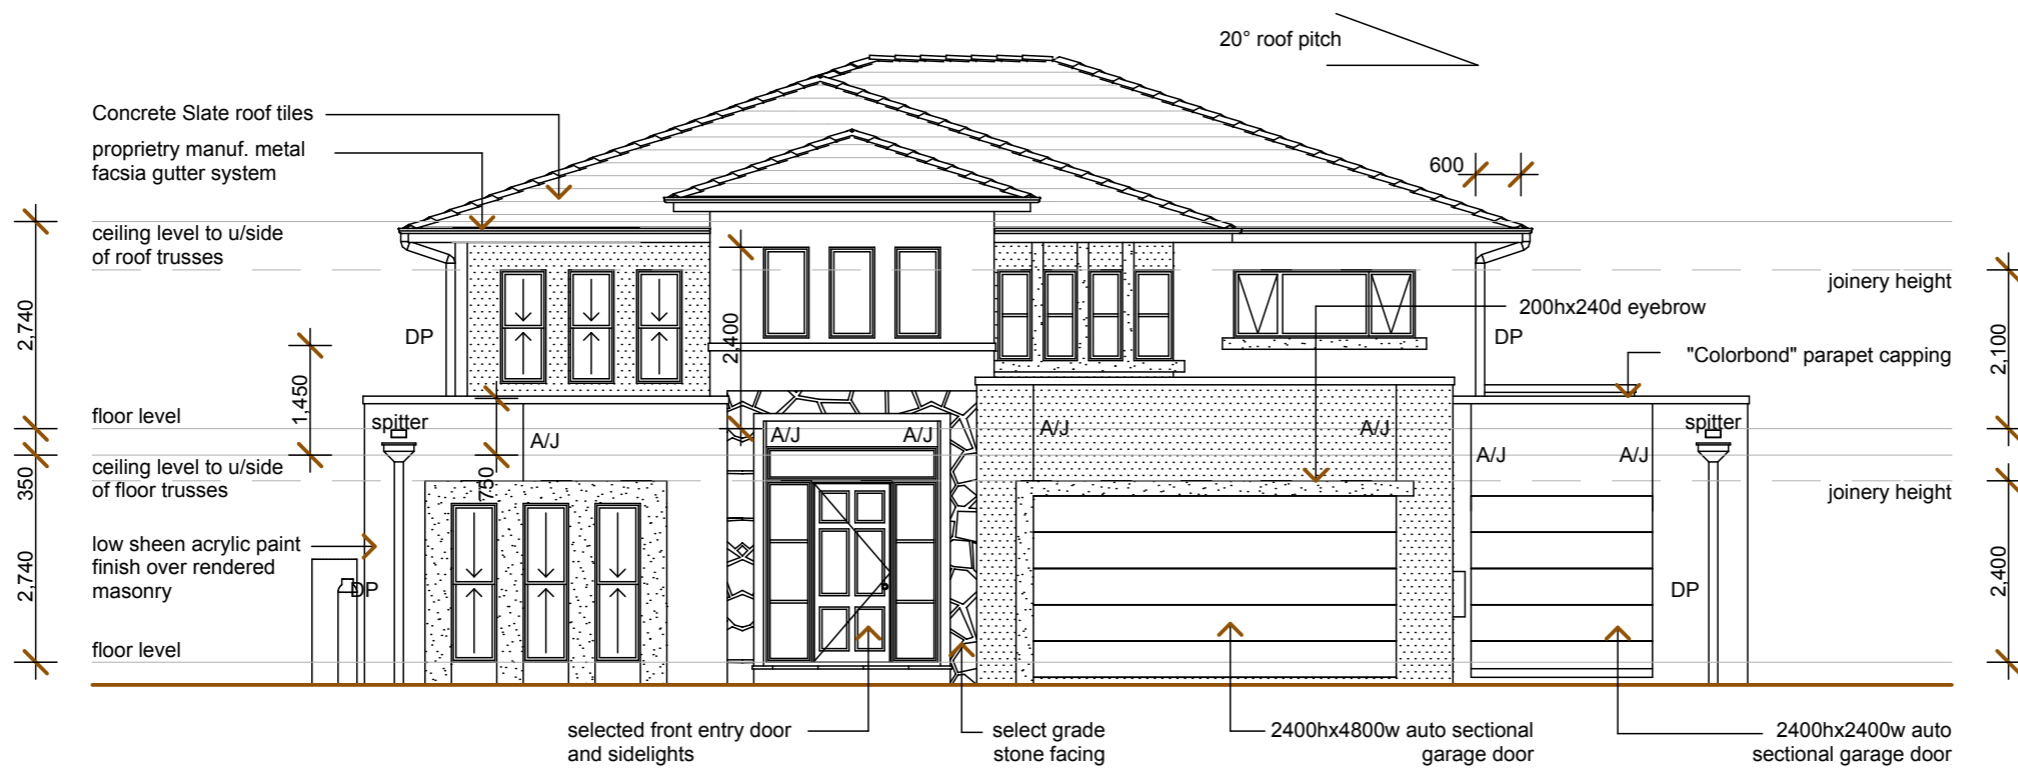 20° roof pitch
Concrete Slate roof tiles
proprietry manuf. metal
facsia gutter system
600
ceiling level to u/side
of roof trusses
joinery height
2,740
2,400
200hx240d eyebrow
DP
DP
2,100
"Colorbond" parapet capping
1,450
floor level
spitter
A/J
A/J
A/J
A/J
A/J
spitter
A/J
A/J
350
ceiling level to u/side
of floor trusses
750
joinery height
low sheen acrylic paint
finish over rendered
masonry
2,740
DP
DP
2,400
floor level
selected front entry door
and sidelights
select grade
stone facing
2400hx4800w auto sectional
garage door
2400hx2400w auto
sectional garage door